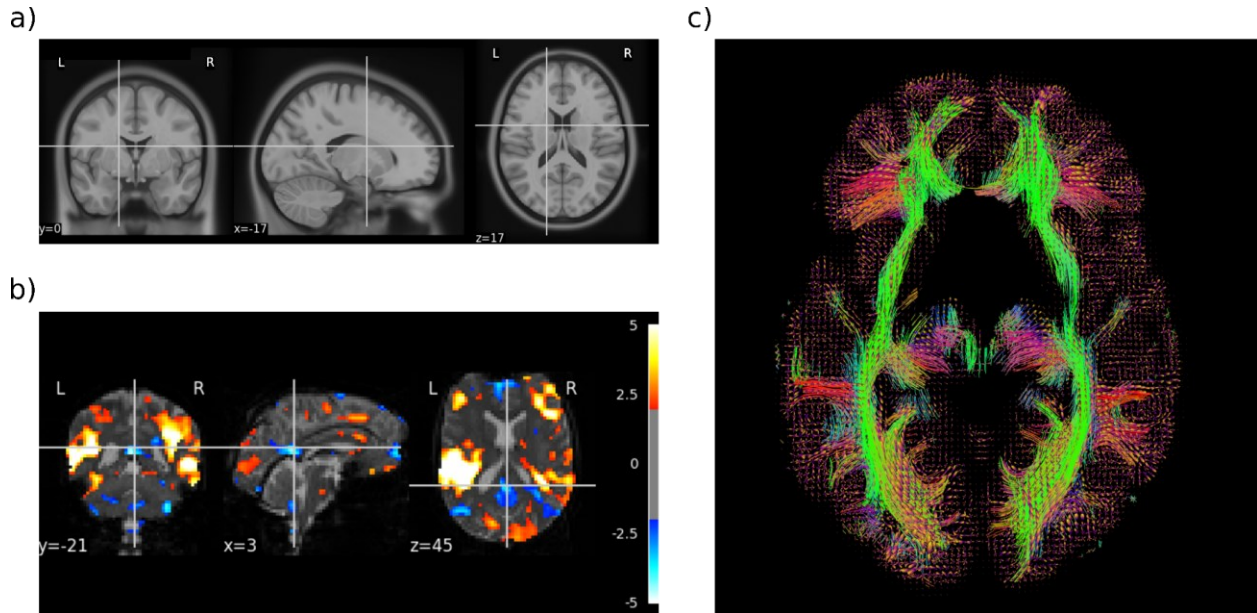 a)
L R L R
y=0 x=-17 z=17
b)
L R L R
5
2.5
0
-2.5
-5
y=-21 x=3 z=45
c)